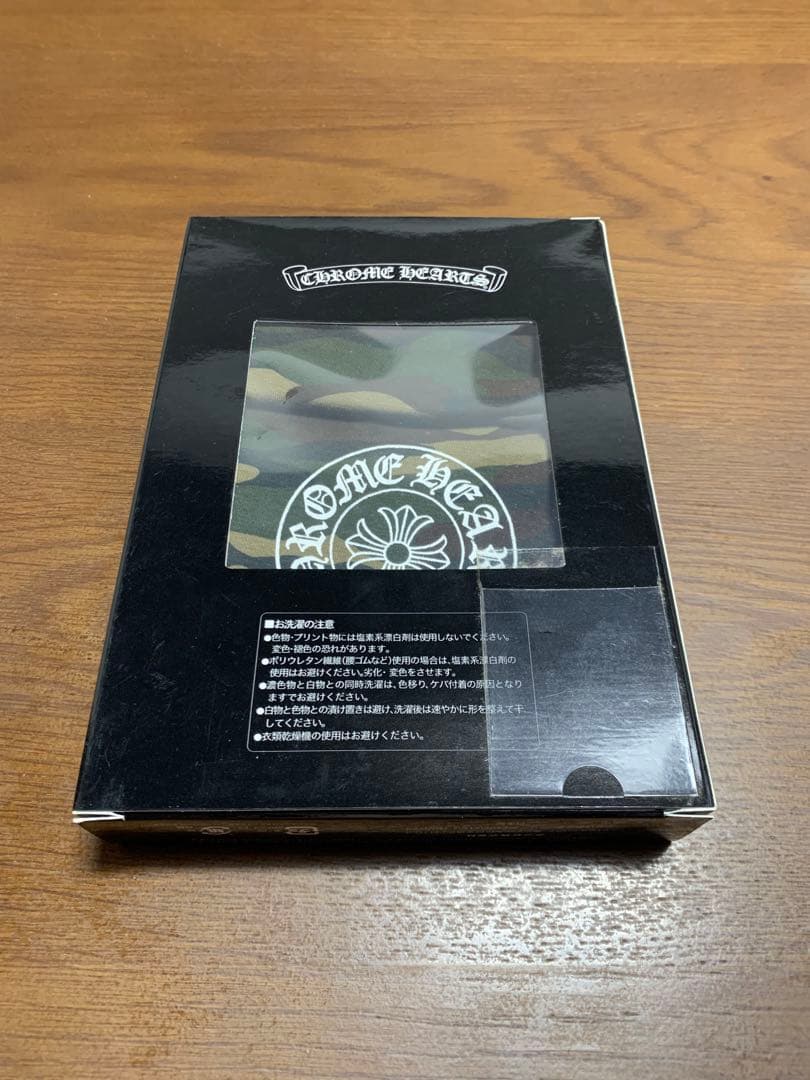 CHROME HEARTS
CHROME HEAR
■お洗濯の注意
●色物・プリント物には塩素系漂白剤は使用しないでください。
変色・褪色の恐れがあります。
●ポリウレタン繊維(腰ゴムなど)使用の場合は、塩素系漂白剤の
使用はお避けください。劣化・変色をさせます。
●濃色物と白物との同時洗濯は、色移り、ケバ付着の原因となり
ますでお避けください。
●白物と色物との漬け置きは避け、洗濯後は速やかに形を整えて干
してください。
●衣類乾燥機の使用はお避けください。